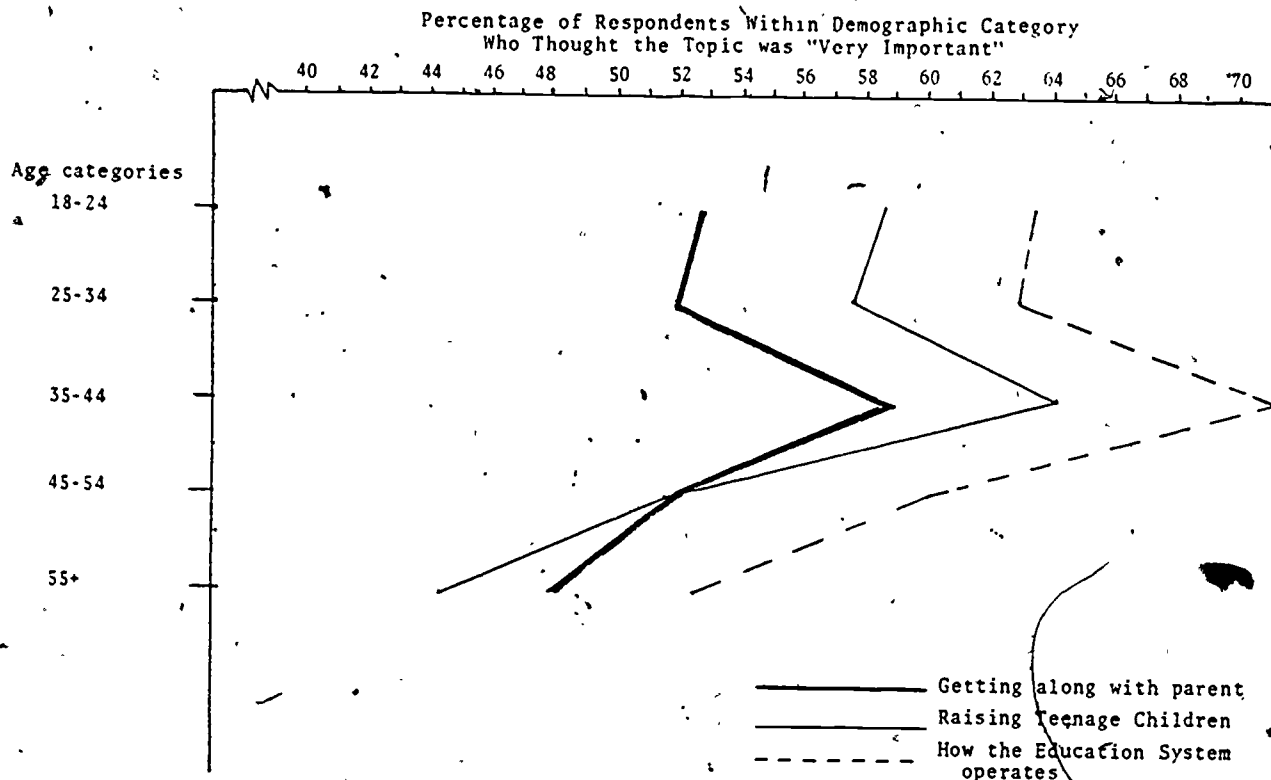 Percentage of Respondents Within Demographic Category
Who Thought the Topic was "Very Important"
40 42 44 46 48 50 52 54 56 58 60 62 64 66 68 70
Age categories
18-24
25-34
35-44
45-54
55+
Getting along with parent
Raising Teenage Children
How the Education System
operates